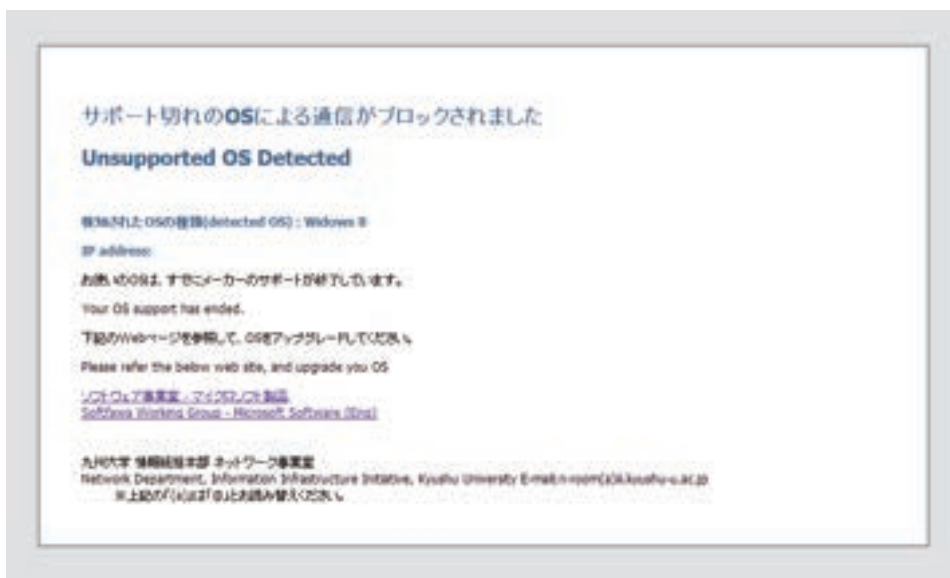 サポート切れのOSによる通信がブロックされました
Unsupported OS Detected
検知されたOSの種類(detected OS) : Widows 8
IP address:
お使いのOSは、すでにメーカーのサポートが終了しています。
Your OS support has ended.
下記のWebページを参照して、OSをアップグレードしてください。
Please refer the below web site, and upgrade you OS
ソフトウェア事業室 - マイクロソフト製品
Softfawa Working Group - Microsoft Software (Eng)
九州大学 情報統括本部 ネットワーク事業室
Network Department, Information Infrastructure Initiative, Kyushu University E-mail:n-room(a)ii.kyushu-u.ac.jp
※上記の「(a)」は「@」とお読み替えください。